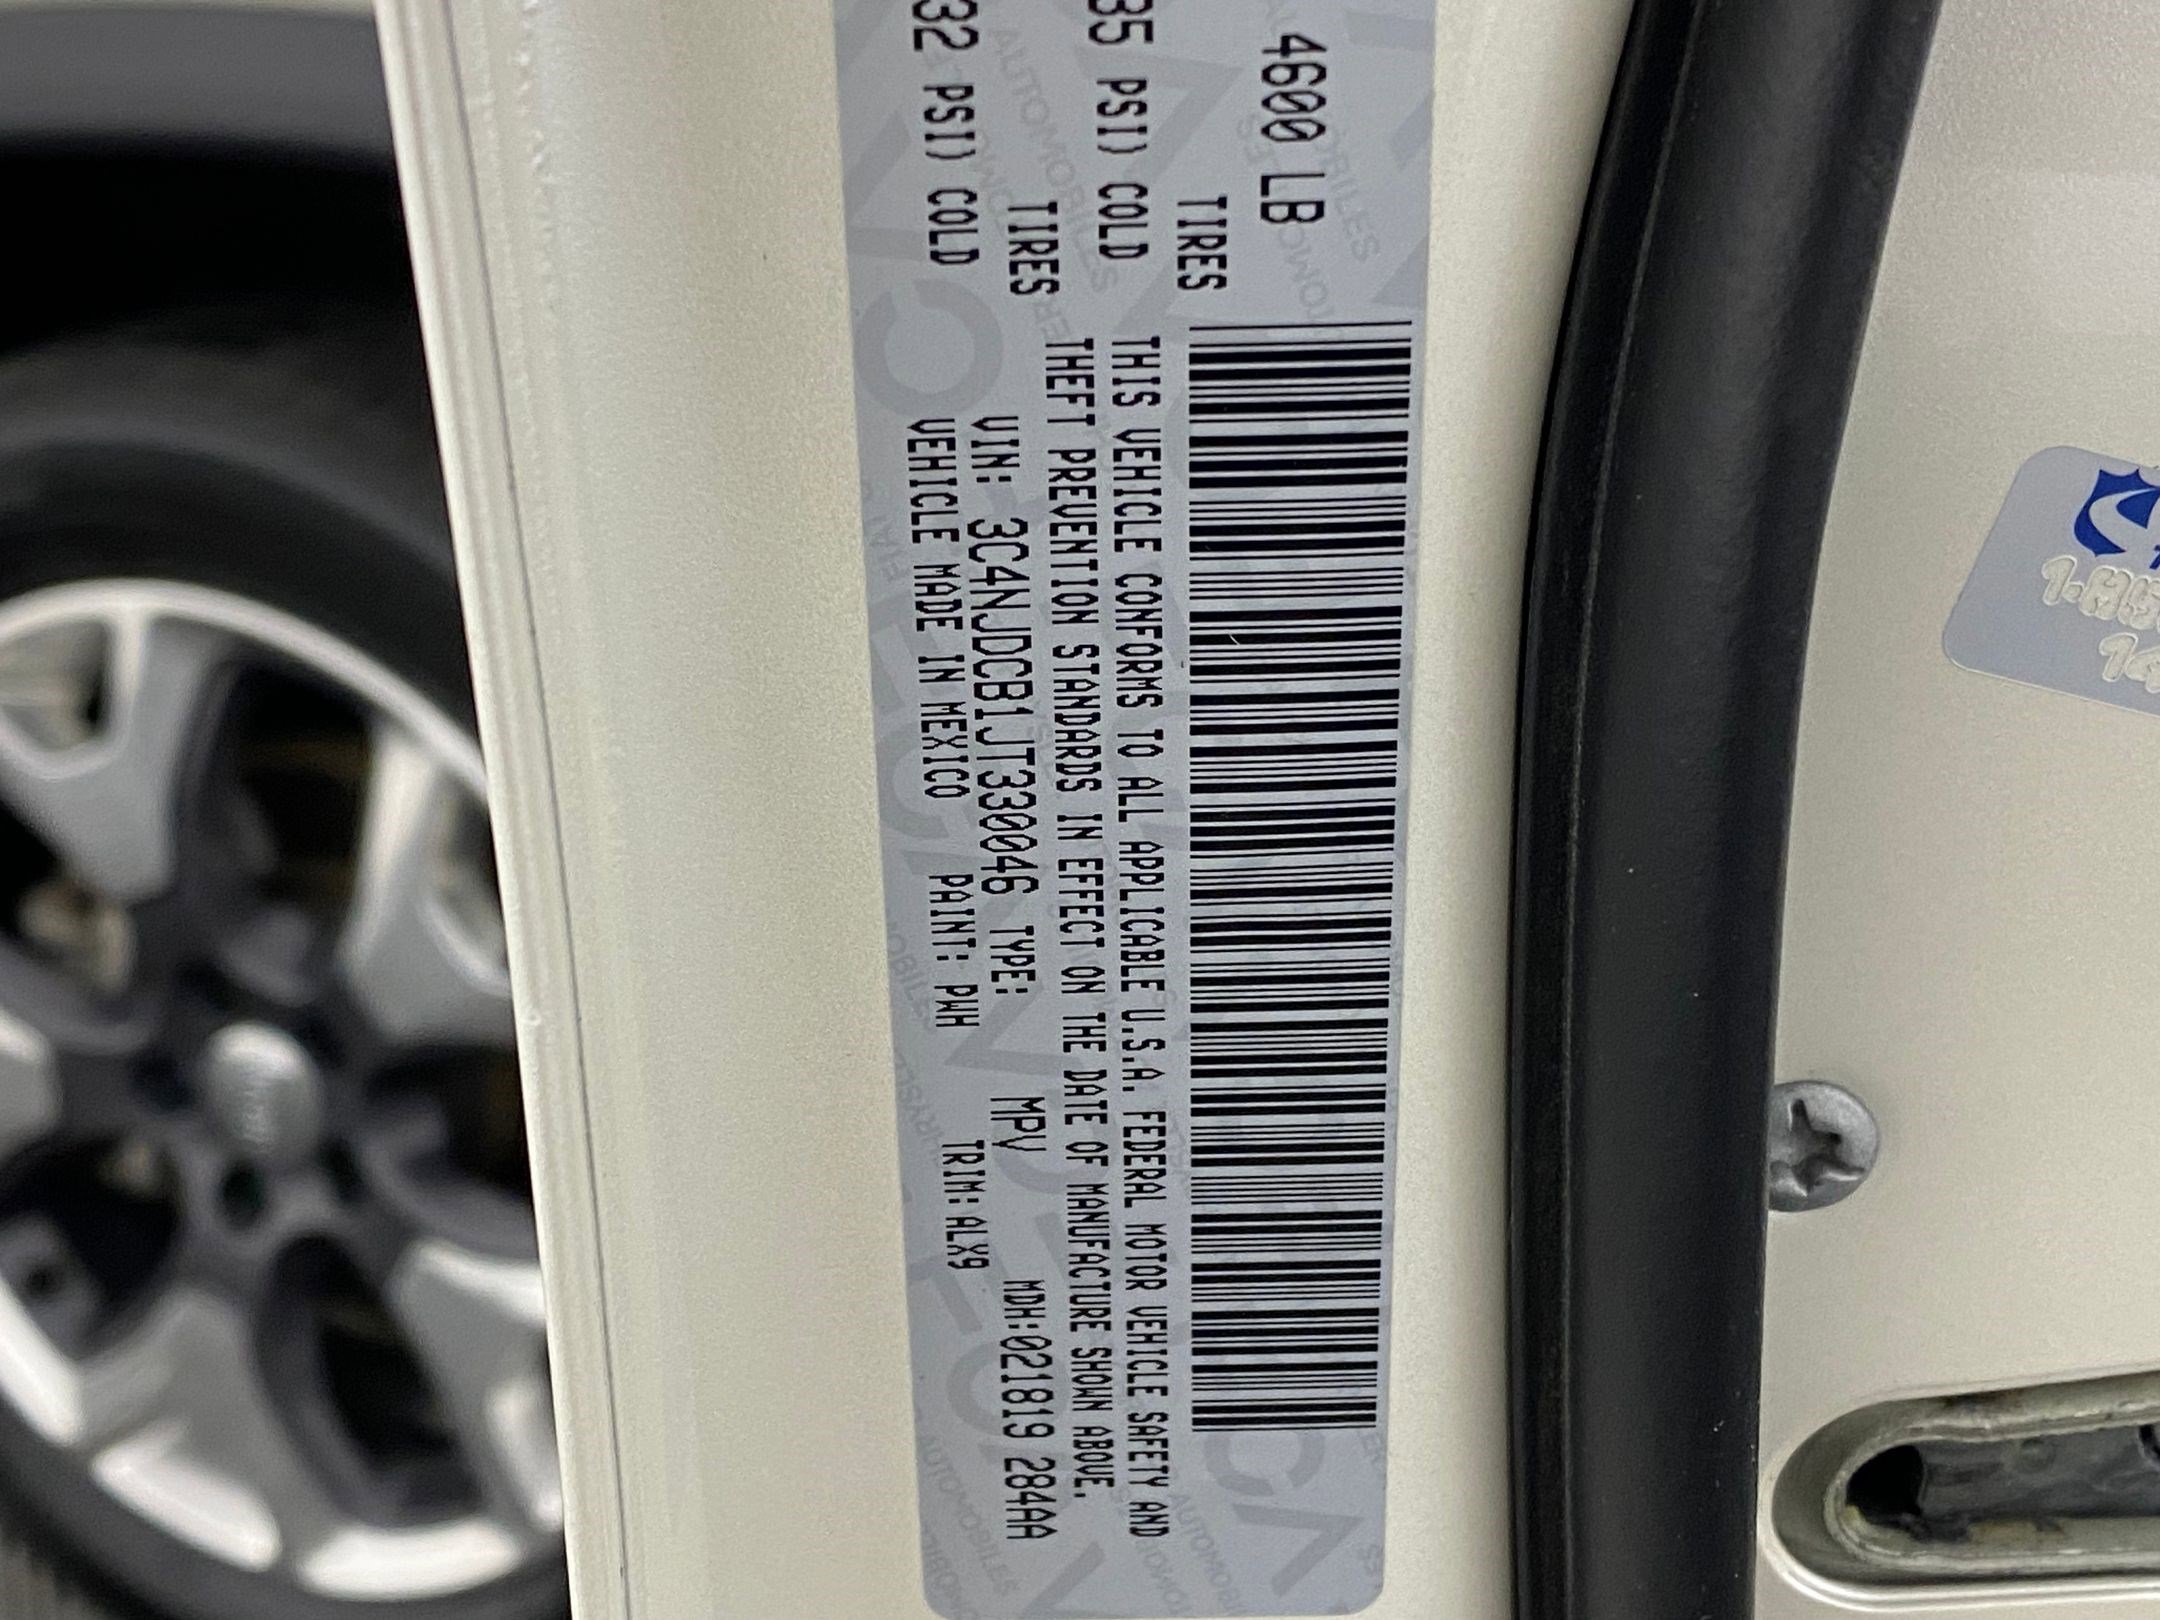 4600 LB
TIRES
35 PSI) COLD
TIRES
32 PSI) COLD
THIS VEHICLE CONFORMS TO ALL APPLICABLE U.S.A. FEDERAL MOTOR VEHICLE SAFETY AND
THEFT PREVENTION STANDARDS IN EFFECT ON THE DATE OF MANUFACTURE SHOWN ABOVE.
VIN: 3C4NJDCB1JT330046 TYPE: MPV MDH:021819 284AA
VEHICLE MADE IN MEXICO PAINT: PWH TRIM: ALX9